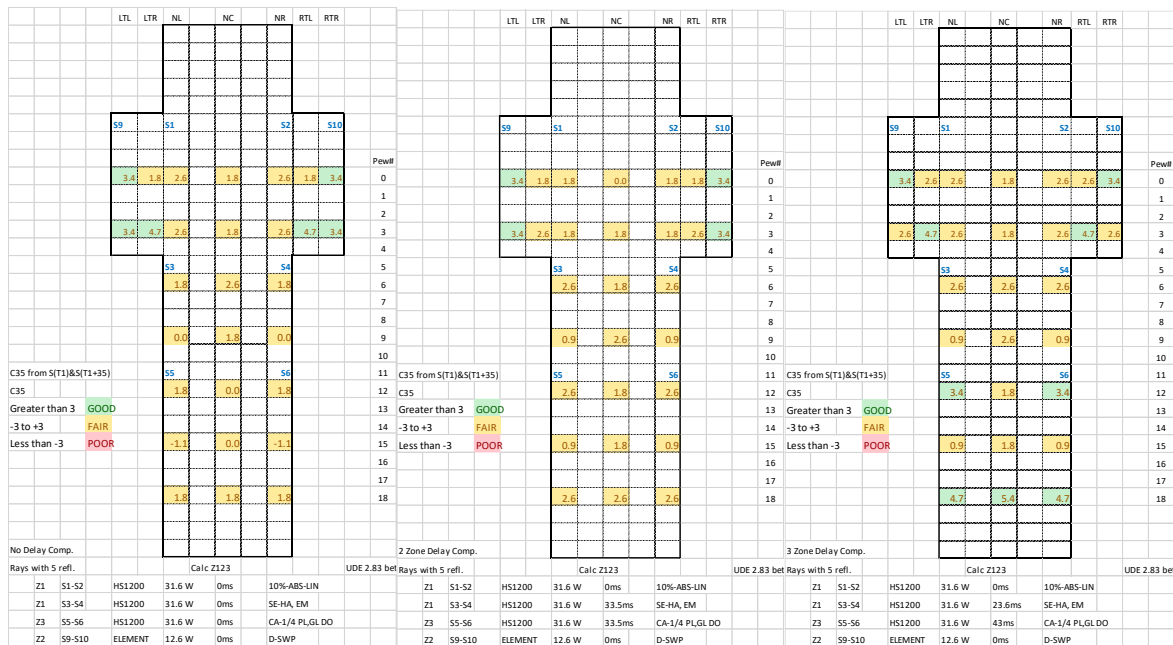 LTL LTR NL NC NR RTL RTR
S9 S1 S2 S10
Pew#
3.4 1.8 2.6 1.8 2.6 1.8 3.4 0
1
2
3.4 4.7 2.6 1.8 2.6 4.7 3.4 3
4
S3 S4 5
1.8 2.6 1.8 6
7
8
0.0 1.8 0.0 9
10
C35 from S(T1)&S(T1+35) S5 S6 11
C35 1.8 0.0 1.8 12
Greater than 3 GOOD 13
-3 to +3 FAIR 14
Less than -3 POOR -1.1 0.0 -1.1 15
16
17
1.8 1.8 1.8 18
No Delay Comp.
Rays with 5 refl. Calc Z123 UDE 2.83 bet
Z1 S1-S2 HS1200 31.6 W 0ms 10%-ABS-LIN
Z1 S3-S4 HS1200 31.6 W 0ms SE-HA, EM
Z3 S5-S6 HS1200 31.6 W 0ms CA-1/4 PL,GL DO
Z2 S9-S10 ELEMENT 12.6 W 0ms D-SWP
LTL LTR NL NC NR RTL RTR
S9 S1 S2 S10
Pew#
3.4 1.8 1.8 0.0 1.8 1.8 3.4 0
1
2
3.4 2.6 1.8 1.8 1.8 2.6 3.4 3
4
S3 S4 5
2.6 1.8 2.6 6
7
8
0.9 2.6 0.9 9
10
C35 from S(T1)&S(T1+35) S5 S6 11
C35 2.6 1.8 2.6 12
Greater than 3 GOOD 13
-3 to +3 FAIR 14
Less than -3 POOR 0.9 1.8 0.9 15
16
17
2.6 2.6 2.6 18
2 Zone Delay Comp.
Rays with 5 refl. Calc Z123 UDE 2.83 bet
Z1 S1-S2 HS1200 31.6 W 0ms 10%-ABS-LIN
Z1 S3-S4 HS1200 31.6 W 33.5ms SE-HA, EM
Z3 S5-S6 HS1200 31.6 W 33.5ms CA-1/4 PL,GL DO
Z2 S9-S10 ELEMENT 12.6 W 0ms D-SWP
LTL LTR NL NC NR RTL RTR
S9 S1 S2 S10
Pew#
3.4 2.6 2.6 1.8 2.6 2.6 3.4 0
1
2
2.6 4.7 2.6 1.8 2.6 4.7 2.6 3
4
S3 S4 5
2.6 2.6 2.6 6
7
8
0.9 2.6 0.9 9
10
C35 from S(T1)&S(T1+35) S5 S6 11
C35 3.4 1.8 3.4 12
Greater than 3 GOOD 13
-3 to +3 FAIR 14
Less than -3 POOR 0.9 1.8 0.9 15
16
17
4.7 5.4 4.7 18
3 Zone Delay Comp.
Rays with 5 refl. Calc Z123 UDE 2.83 bet
Z1 S1-S2 HS1200 31.6 W 0ms 10%-ABS-LIN
Z1 S3-S4 HS1200 31.6 W 23.6ms SE-HA, EM
Z3 S5-S6 HS1200 31.6 W 43ms CA-1/4 PL,GL DO
Z2 S9-S10 ELEMENT 12.6 W 0ms D-SWP